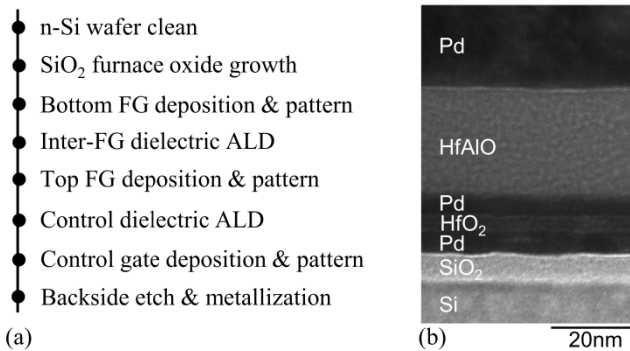 n-Si wafer clean
SiO₂ furnace oxide growth
Bottom FG deposition & pattern
Inter-FG dielectric ALD
Top FG deposition & pattern
Control dielectric ALD
Control gate deposition & pattern
Backside etch & metallization
(a)
Pd
HfAlO
Pd
HfO₂
Pd
SiO₂
Si
(b)
20nm